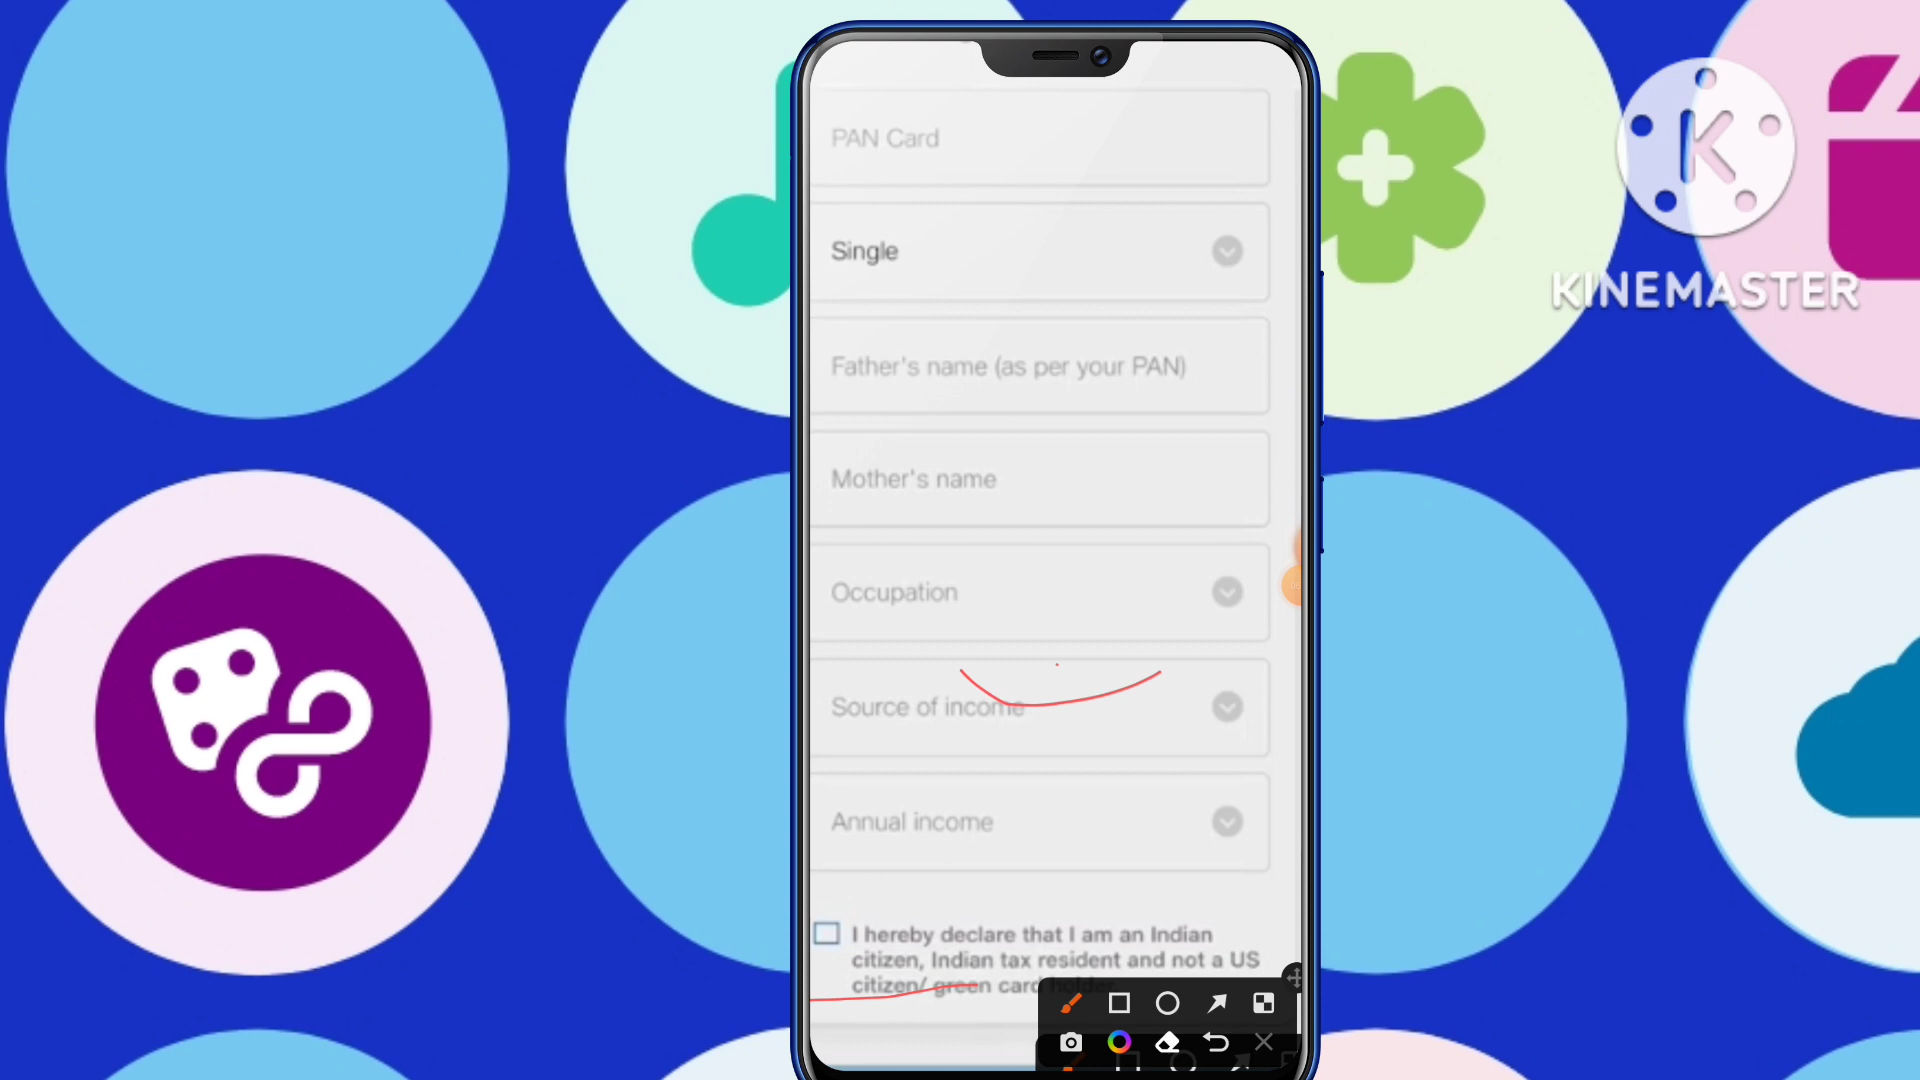 PAN Card
Single
Father's name (as per your PAN)
Mother's name
Occupation
Source of income
Annual income
I hereby declare that I am an Indian
citizen, Indian tax resident and not a US
citizen/ green card holder.
KINEMASTER